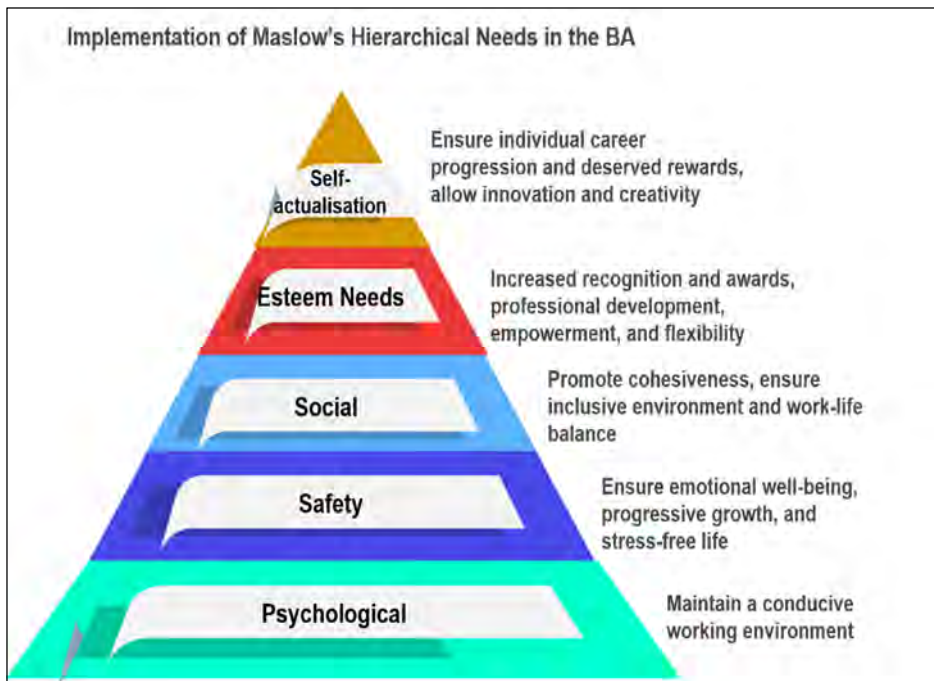 Implementation of Maslow's Hierarchical Needs in the BA
Ensure individual career
progression and deserved rewards,
allow innovation and creativity
Self-
actualisation
Increased recognition and awards,
professional development,
empowerment, and flexibility
Esteem Needs
Promote cohesiveness, ensure
inclusive environment and work-life
balance
Social
Ensure emotional well-being,
progressive growth, and
stress-free life
Safety
Psychological
Maintain a conducive
working environment